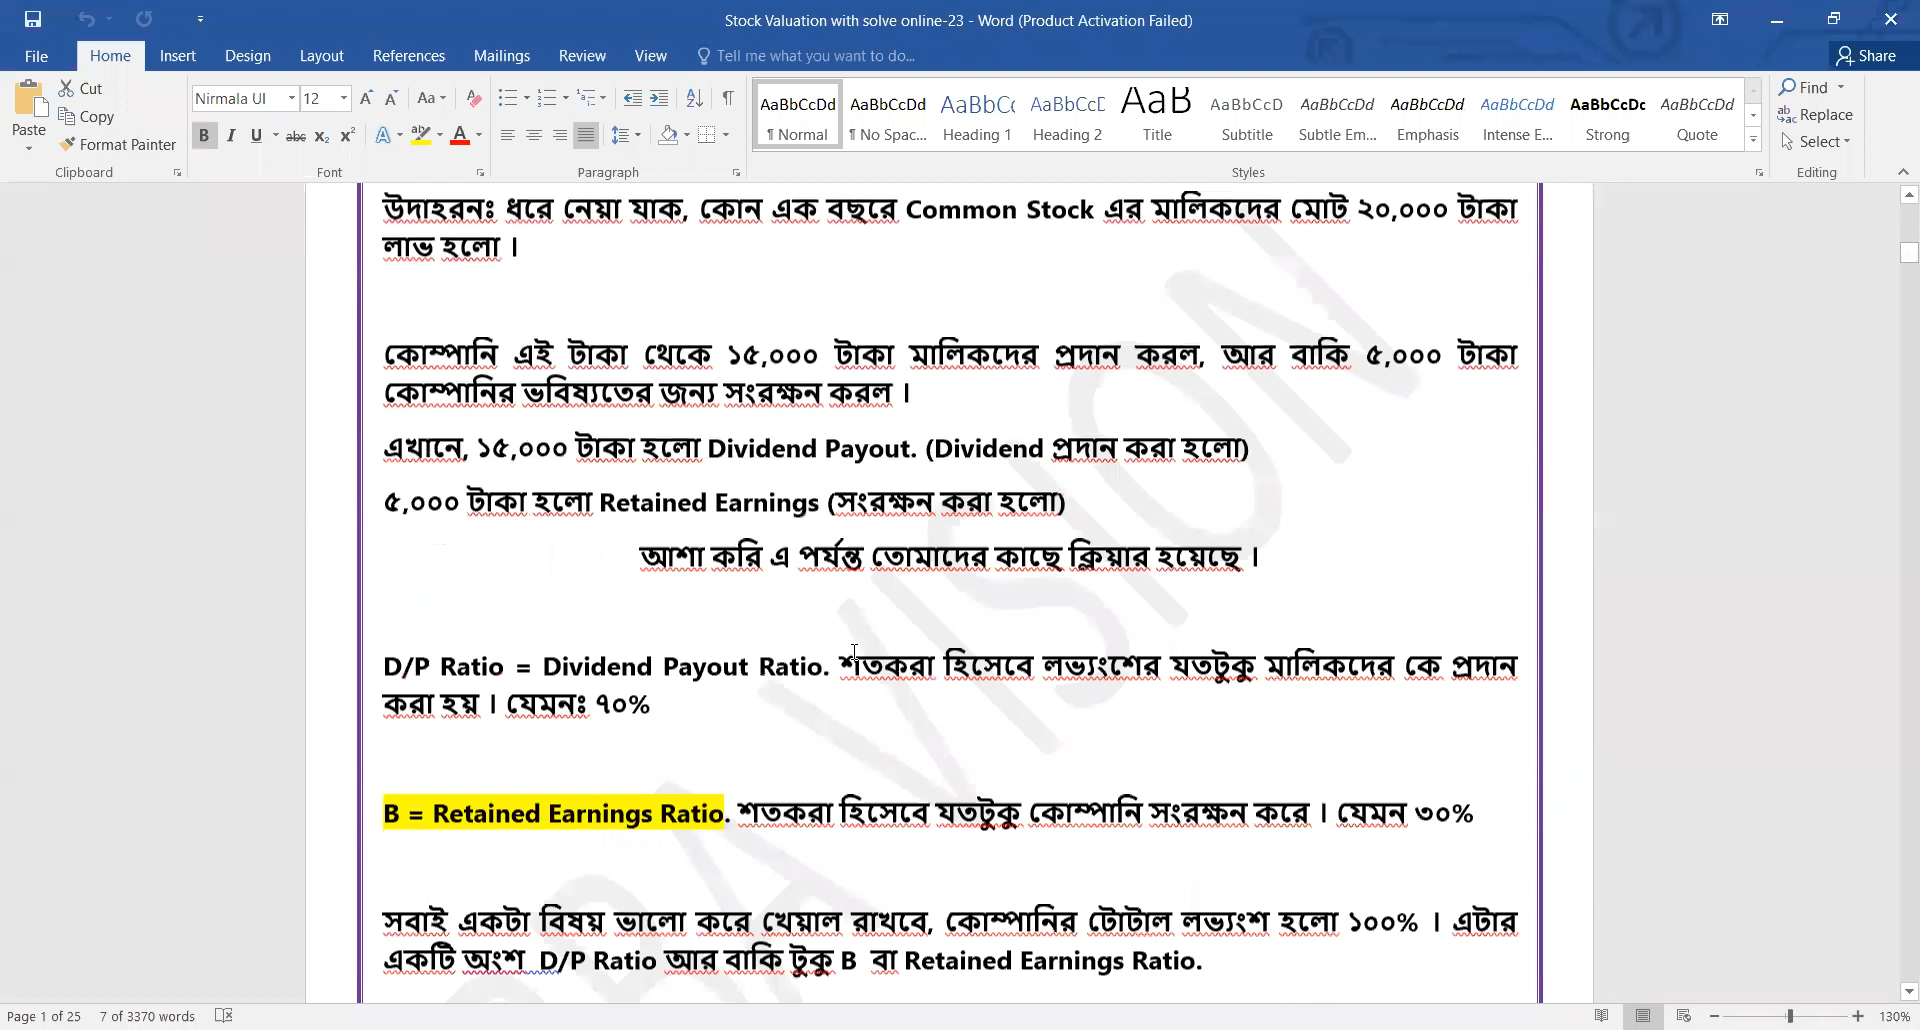 Stock Valuation with solve online-23 - Word (Product Activation Failed)
File Home Insert Design Layout References Mailings Review View Tell me what you want to do... Share
Paste Cut Copy Format Painter Clipboard
Nirmala UI 12 Font
Paragraph
AaBbCcDd AaBbCcDd AaBbC AaBbCcC AaB AaBbCcD AaBbCcDd AaBbCcDd AaBbCcDd AaBbCcDc AaBbCcDd
¶ Normal ¶ No Spac... Heading 1 Heading 2 Title Subtitle Subtle Em... Emphasis Intense E... Strong Quote
Styles
Find Replace Select Editing
উদাহরনঃ ধরে নেয়া যাক, কোন এক বছরে Common Stock এর মালিকদের মোট ২০,০০০ টাকা
লাভ হলো ।
কোম্পানি এই টাকা থেকে ১৫,০০০ টাকা মালিকদের প্রদান করল, আর বাকি ৫,০০০ টাকা
কোম্পানির ভবিষ্যতের জন্য সংরক্ষন করল ।
এখানে, ১৫,০০০ টাকা হলো Dividend Payout. (Dividend প্রদান করা হলো)
৫,০০০ টাকা হলো Retained Earnings (সংরক্ষন করা হলো)
আশা করি এ পর্যন্ত তোমাদের কাছে ক্লিয়ার হয়েছে ।
D/P Ratio = Dividend Payout Ratio. শতকরা হিসেবে লভ্যংশের যতটুকু মালিকদের কে প্রদান
করা হয় । যেমনঃ ৭০%
B = Retained Earnings Ratio. শতকরা হিসেবে যতটুকু কোম্পানি সংরক্ষন করে । যেমন ৩০%
সবাই একটা বিষয় ভালো করে খেয়াল রাখবে, কোম্পানির টোটাল লভ্যংশ হলো ১০০% । এটার
একটি অংশ D/P Ratio আর বাকি টুকু B বা Retained Earnings Ratio.
Page 1 of 25 7 of 3370 words 130%